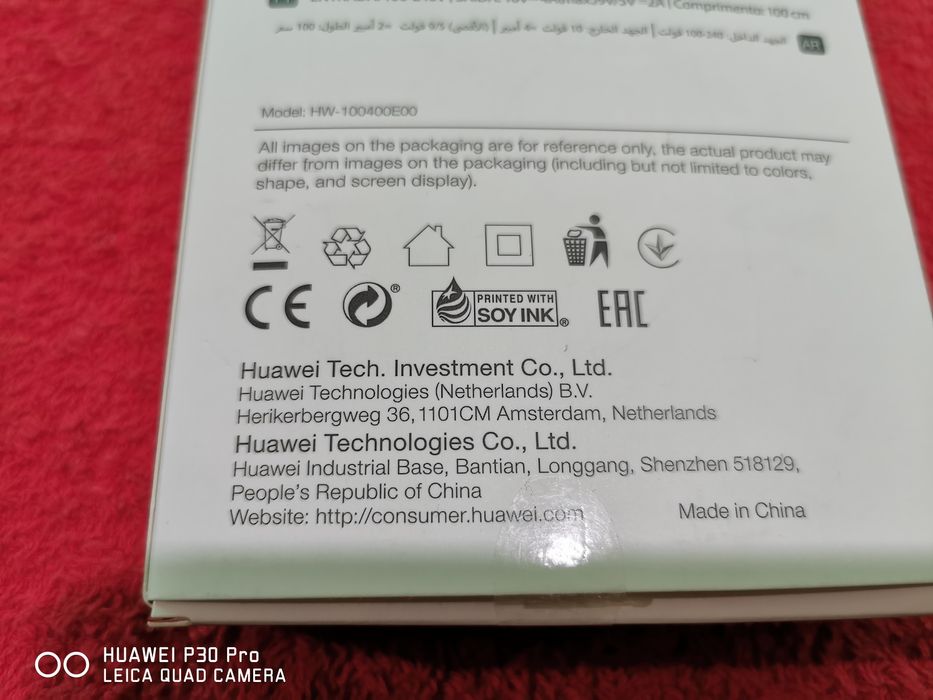 Comprimento: 100 cm
AR
Model: HW-100400E00
All images on the packaging are for reference only, the actual product may
differ from images on the packaging (including but not limited to colors,
shape, and screen display).
CE
PRINTED WITH
SOY INK®
EAC
Huawei Tech. Investment Co., Ltd.
Huawei Technologies (Netherlands) B.V.
Herikerbergweg 36, 1101CM Amsterdam, Netherlands
Huawei Technologies Co., Ltd.
Huawei Industrial Base, Bantian, Longgang, Shenzhen 518129,
People's Republic of China
Website: http://consumer.huawei.com
Made in China
HUAWEI P30 Pro
LEICA QUAD CAMERA